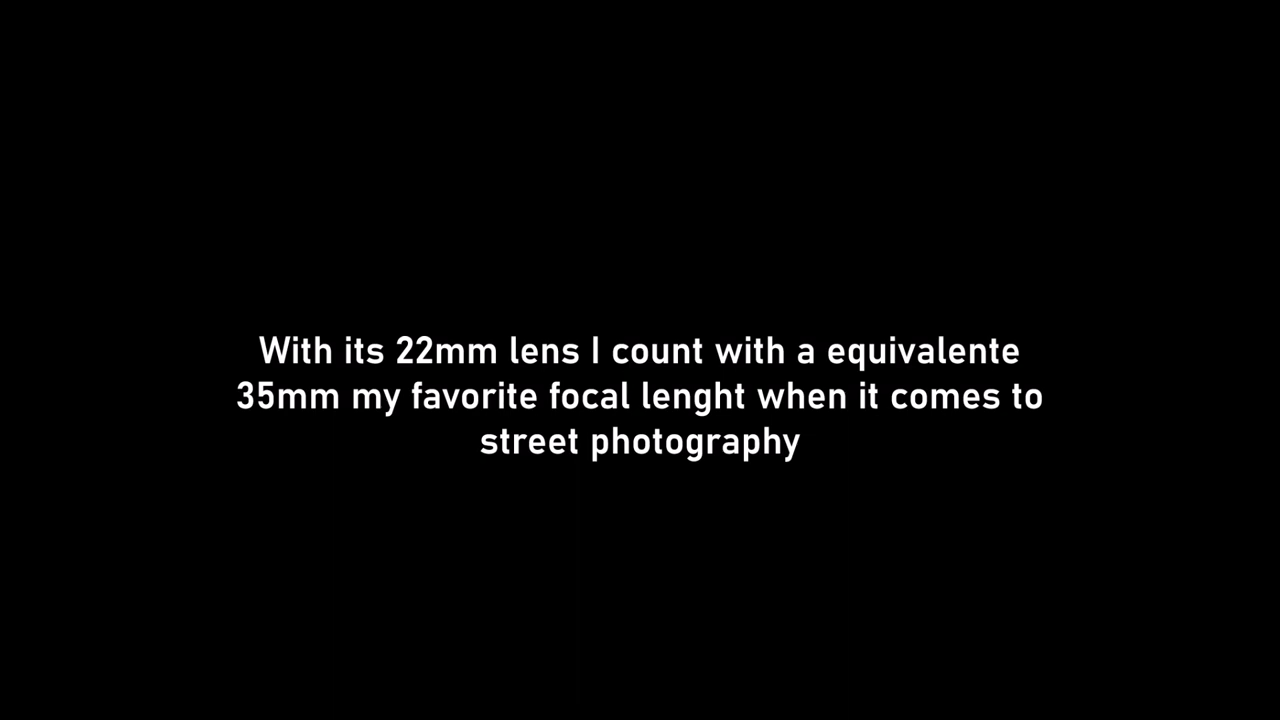 With its 22mm lens I count with a equivalente
35mm my favorite focal lenght when it comes to
street photography